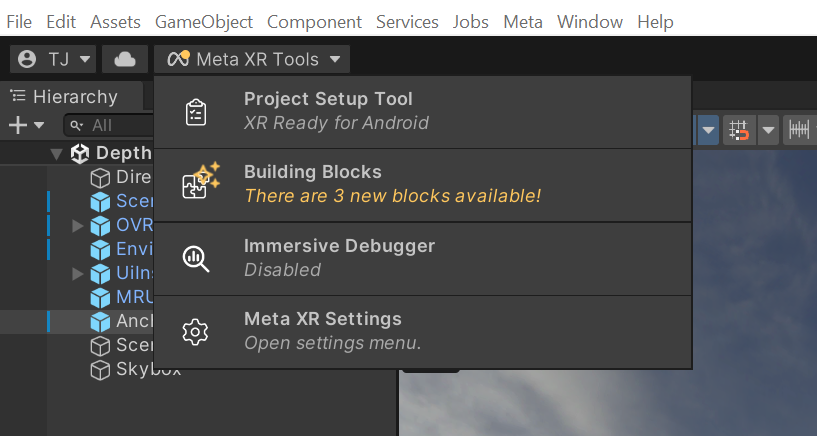 File Edit Assets GameObject Component Services Jobs Meta Window Help
TJ Meta XR Tools
Hierarchy
All
Project Setup Tool
XR Ready for Android
Building Blocks
There are 3 new blocks available!
Immersive Debugger
Disabled
Meta XR Settings
Open settings menu.
Depth
Dire
Scen
OVR
Envi
UiIns
MRU
Anch
Scen
Skybox